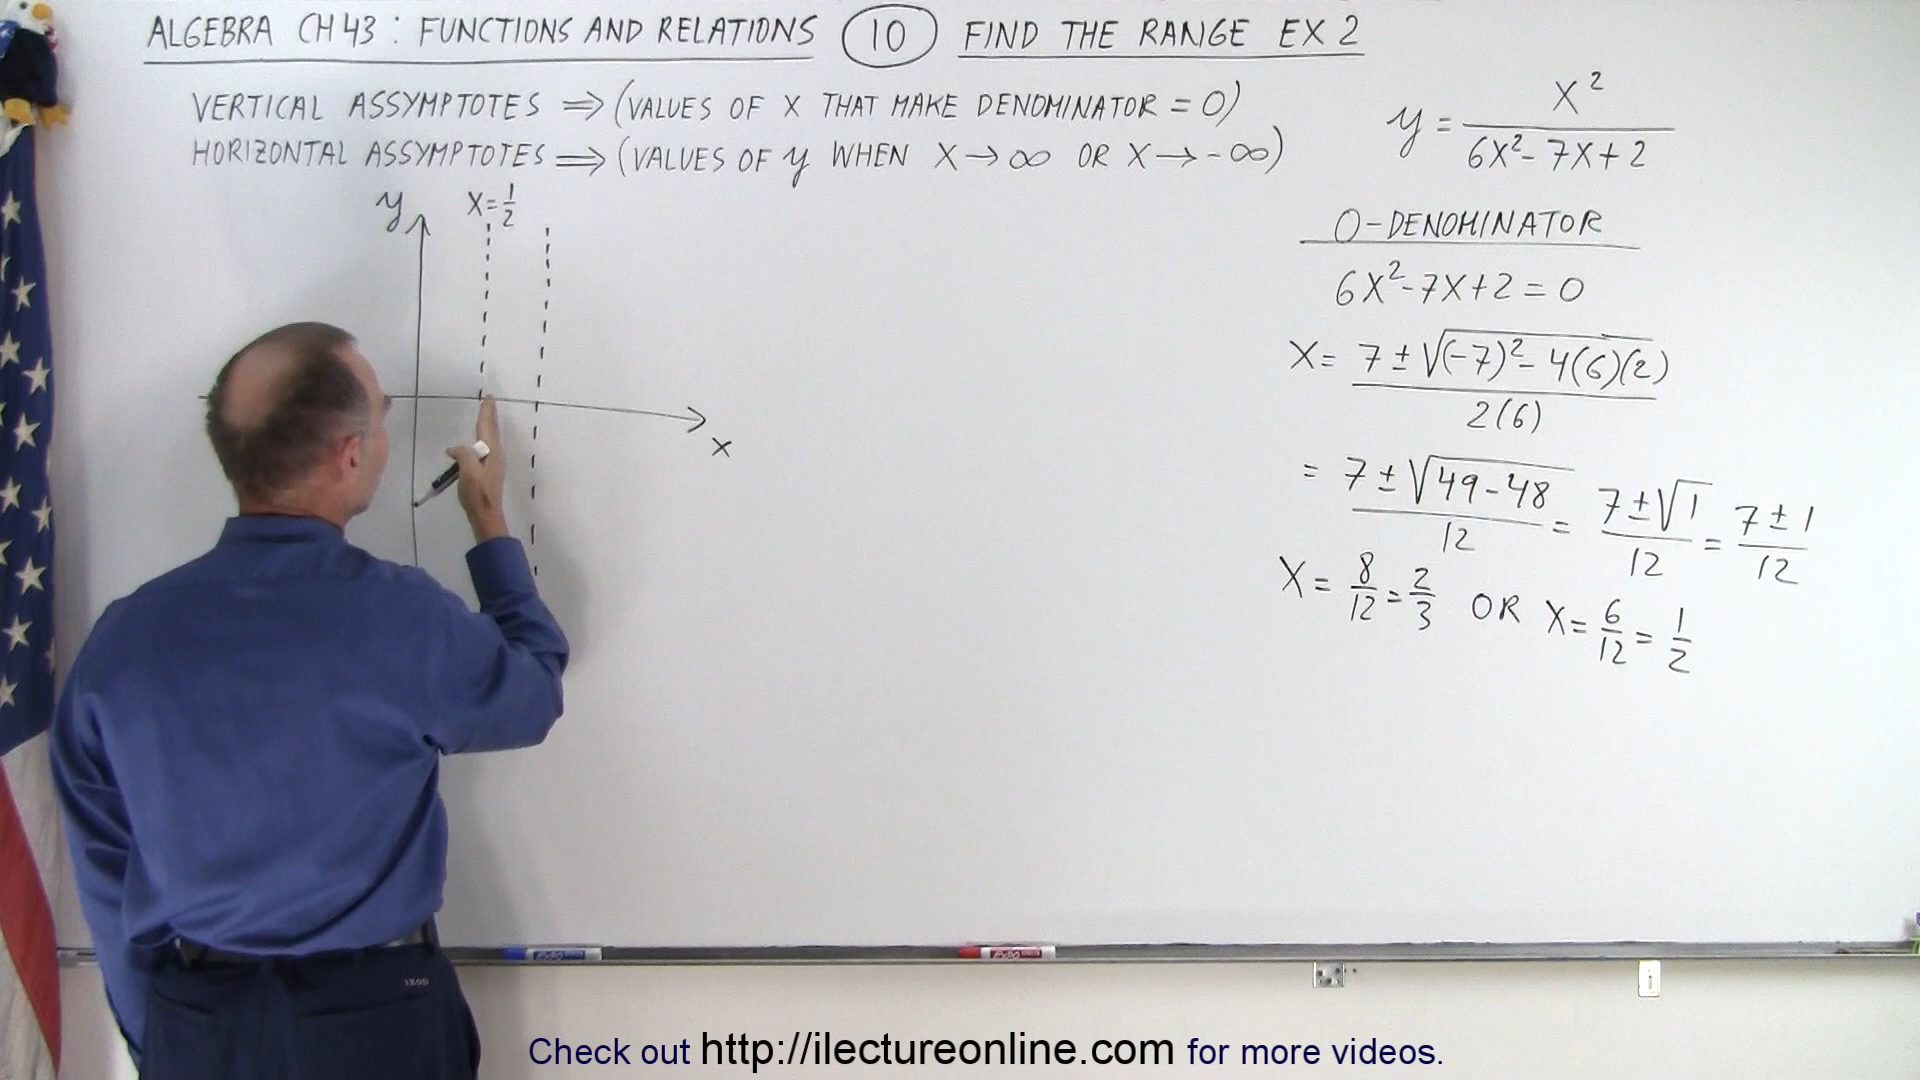 ALGEBRA CH 43 : FUNCTIONS AND RELATIONS 10 FIND THE RANGE EX 2
VERTICAL ASSYMPTOTES ⇒ (VALUES OF X THAT MAKE DENOMINATOR = 0)
HORIZONTAL ASSYMPTOTES ⇒ (VALUES OF y WHEN X → ∞ OR X → -∞)
y = X² / (6X² - 7X + 2)
y
X = 1/2
x
0-DENOMINATOR
6X² - 7X + 2 = 0
X = (7 ± √((-7)² - 4(6)(2))) / 2(6)
= (7 ± √(49 - 48)) / 12 = (7 ± √1) / 12 = (7 ± 1) / 12
X = 8/12 = 2/3 OR X = 6/12 = 1/2
IZOD
Check out http://ilectureonline.com for more videos.